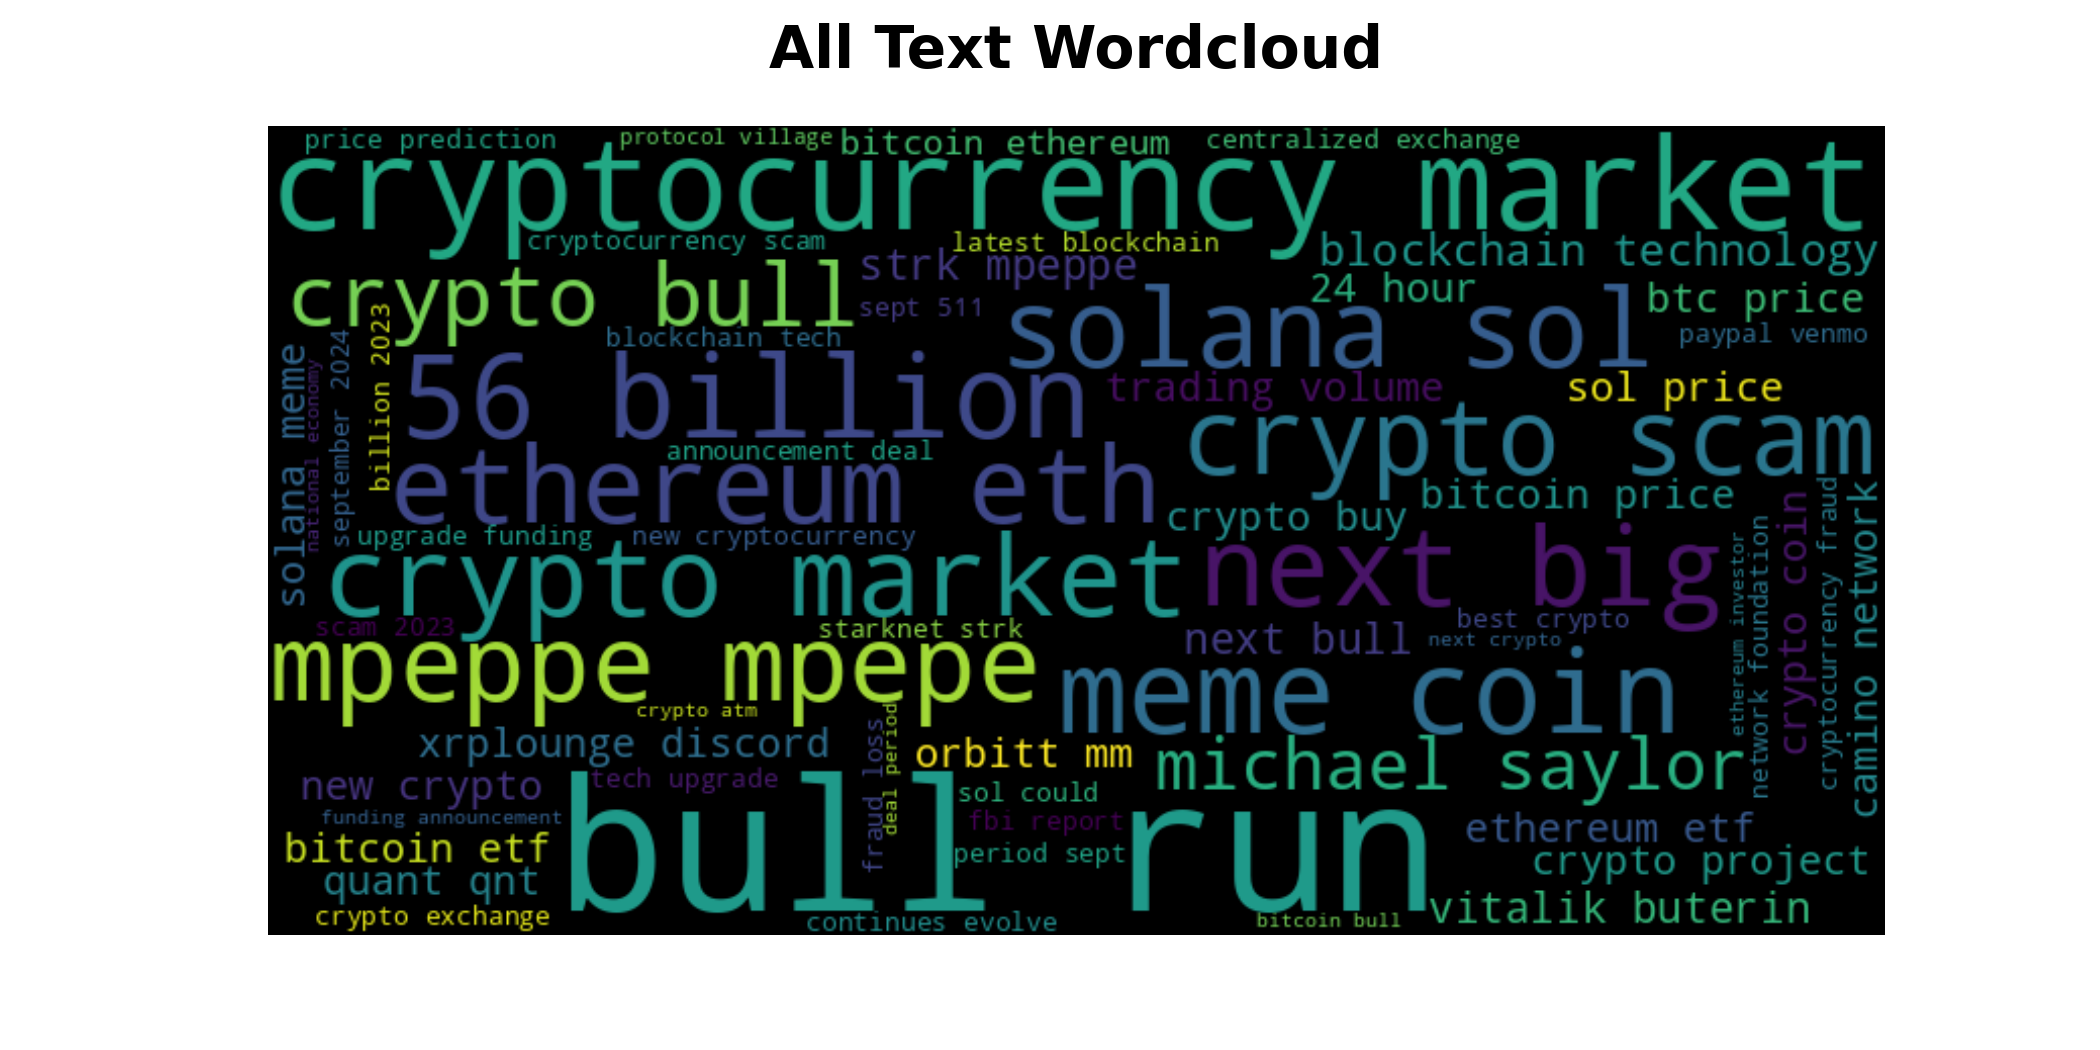 All Text Wordcloud
price prediction
protocol village
bitcoin ethereum
centralized exchange
cryptocurrency market
cryptocurrency scam
latest blockchain
blockchain technology
strk mpeppe
crypto bull
24 hour
btc price
sept 511
solana sol
blockchain tech
paypal venmo
billion 2023
september 2024
national economy
solana meme
56 billion
trading volume
sol price
crypto scam
announcement deal
ethereum eth
bitcoin price
crypto buy
upgrade funding
new cryptocurrency
crypto market
next big
ethereum investor
network foundation
crypto coin
cryptocurrency fraud
camino network
scam 2023
starknet strk
next bull
best crypto
next crypto
mpeppe mpepe
meme coin
crypto atm
xrplounge discord
fraud loss
deal period
orbitt mm
michael saylor
new crypto
tech upgrade
sol could
funding announcement
fbi report
bull run
ethereum etf
bitcoin etf
period sept
crypto project
quant qnt
vitalik buterin
crypto exchange
continues evolve
bitcoin bull